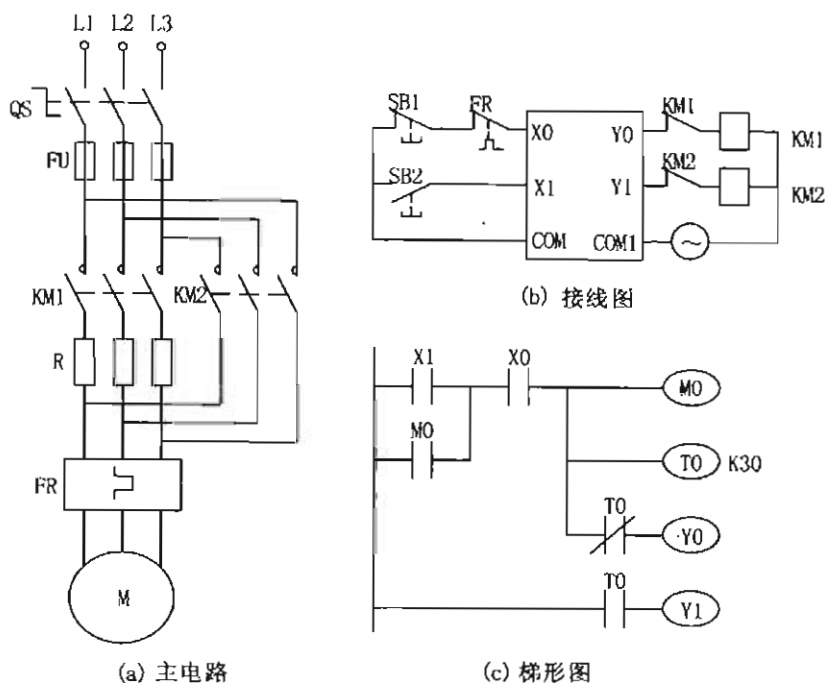 L1 L2 L3
QS
FU
KM1
KM2
R
FR
M
(a) 主电路
SB1 FR
X0 Y0
KM1
KM1
SB2
X1 Y1
KM2
KM2
COM COM1
~
(b) 接线图
X1 X0
M0
M0
T0 K30
T0
Y0
T0
Y1
(c) 梯形图